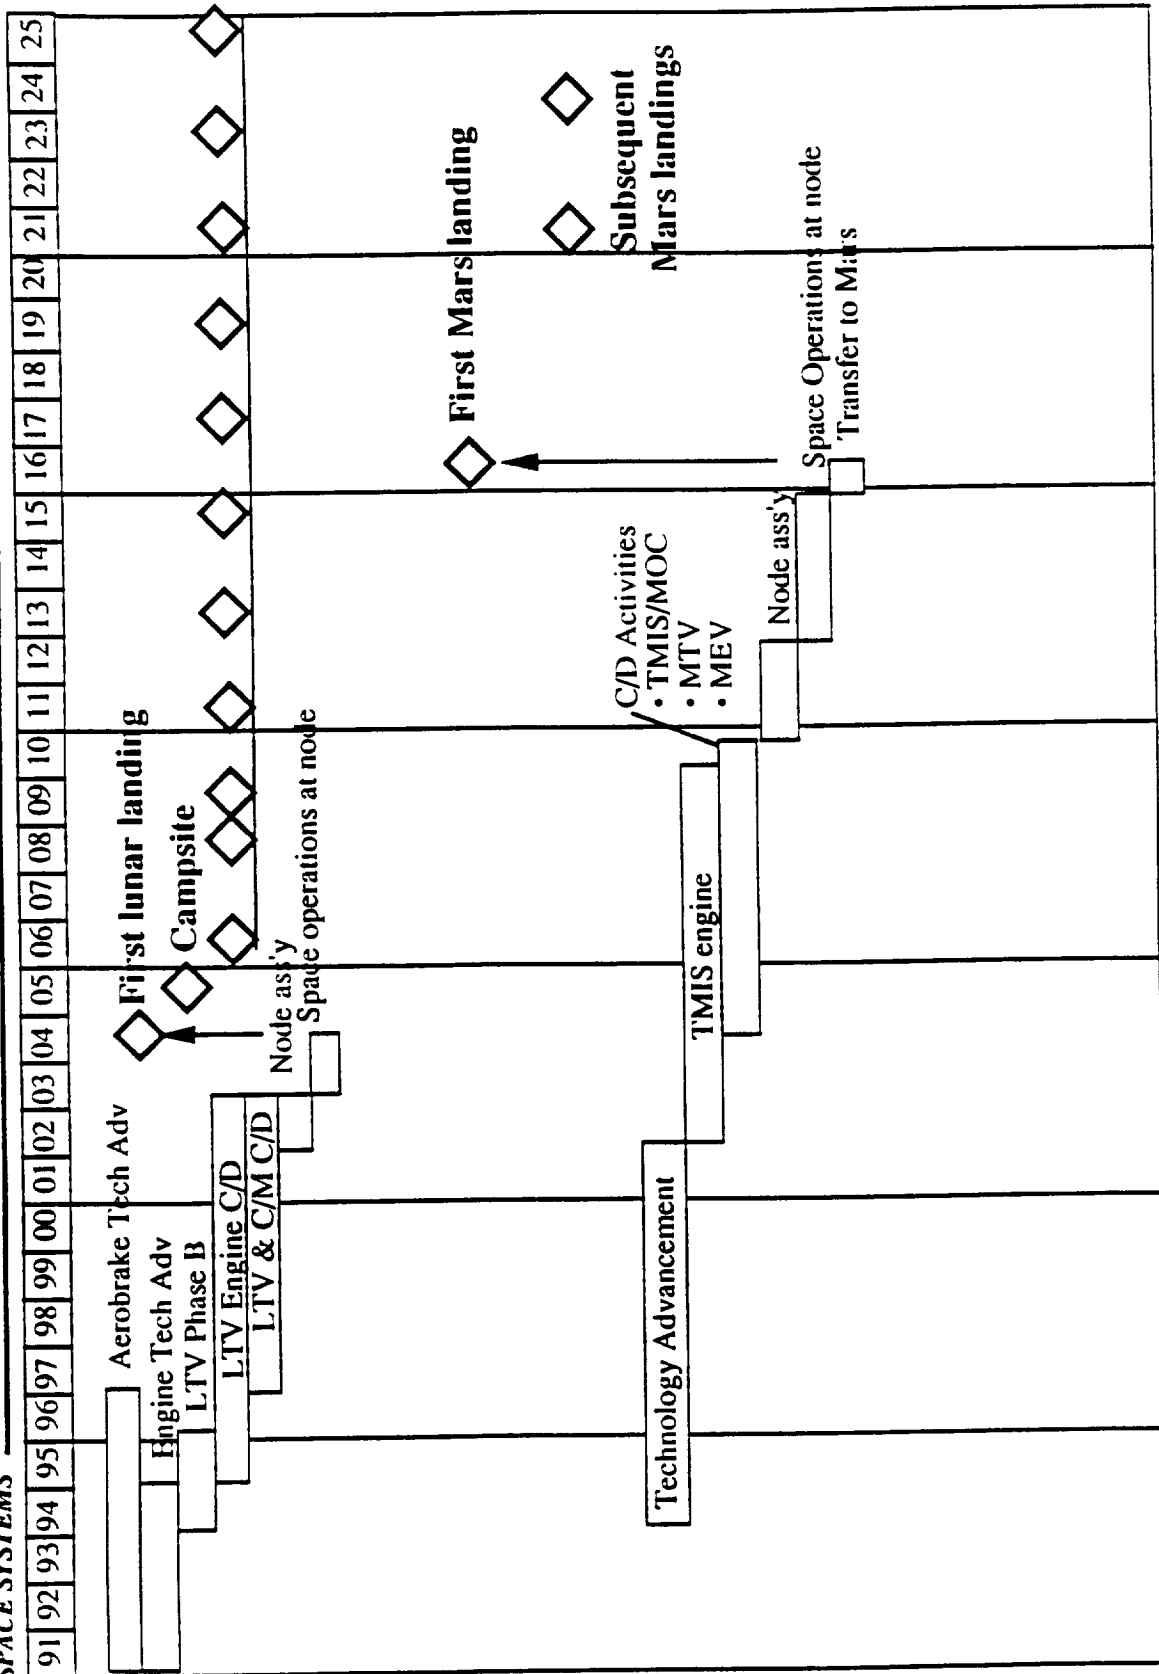 SPACE SYSTEMS
91 92 93 94 95 96 97 98 99 00 01 02 03 04 05 06 07 08 09 10 11 12 13 14 15 16 17 18 19 20 21 22 23 24 25
Aerobrake Tech Adv
First lunar landing
Engine Tech Adv
Campsite
LTV Phase B
LTV Engine C/D
LTV & C/M C/D
Node ass'y
Space operations at node
First Mars landing
Subsequent
Mars landings
Technology Advancement
TMIS engine
C/D Activities
• TMIS/MOC
• MTV
• MEV
Node ass'y
Space Operations at node
Transfer to Mars